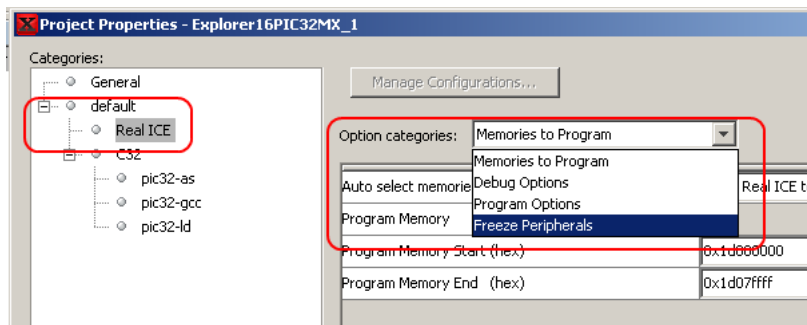 Project Properties - Explorer16PIC32MX_1
Categories:
General
default
Real ICE
C32
pic32-as
pic32-gcc
pic32-ld
Manage Configurations...
Option categories: Memories to Program
Memories to Program
Debug Options
Program Options
Freeze Peripherals
Auto select memorie Real ICE t
Program Memory
Program Memory Start (hex) 0x1d000000
Program Memory End (hex) 0x1d07ffff